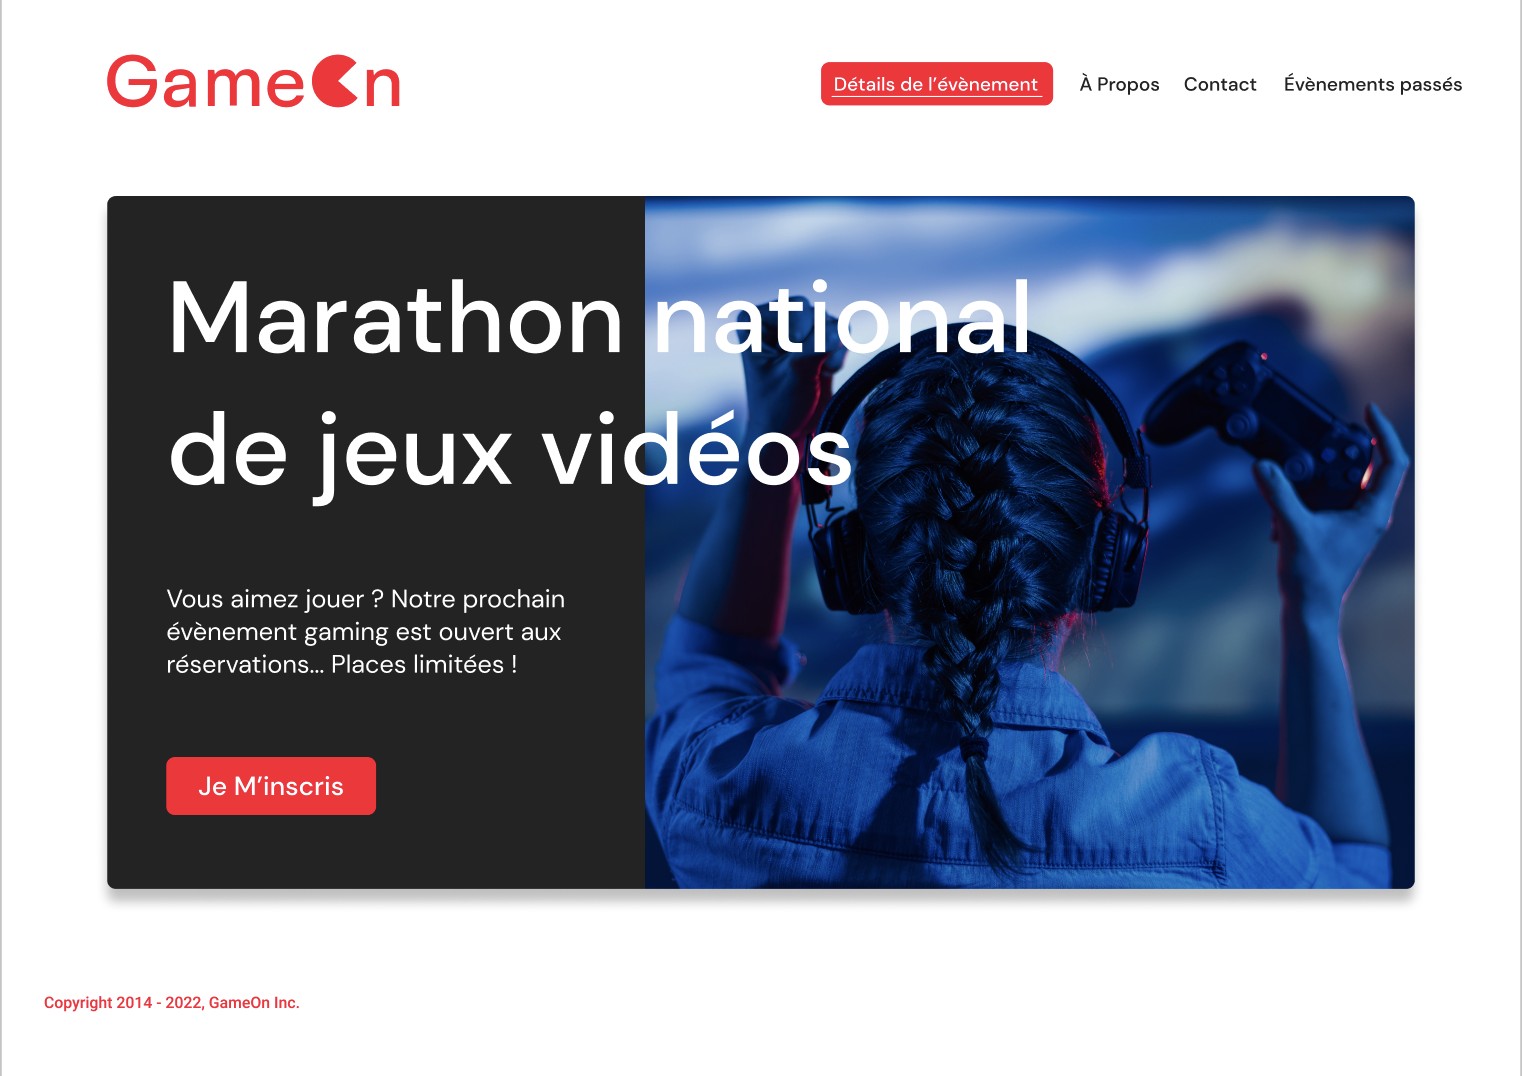 GameOn
Détails de l’évènement
À Propos
Contact
Évènements passés
Marathon national
de jeux vidéos
Vous aimez jouer ? Notre prochain
évènement gaming est ouvert aux
réservations... Places limitées !
Je M’inscris
Copyright 2014 - 2022, GameOn Inc.